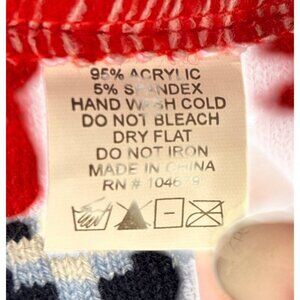 95% ACRYLIC
5% SPANDEX
HAND WASH COLD
DO NOT BLEACH
DRY FLAT
DO NOT IRON
MADE IN CHINA
RN #